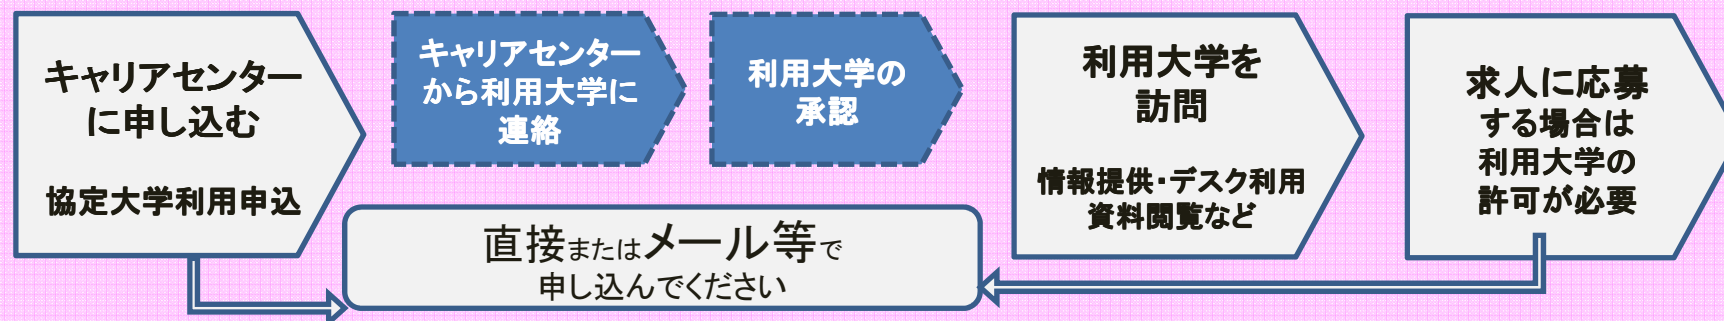 キャリアセンター
に申し込む
協定大学利用申込
キャリアセンター
から利用大学に
連絡
利用大学の
承認
利用大学を
訪問
情報提供・デスク利用
資料閲覧など
求人に応募
する場合は
利用大学の
許可が必要
直接またはメール等で
申し込んでください